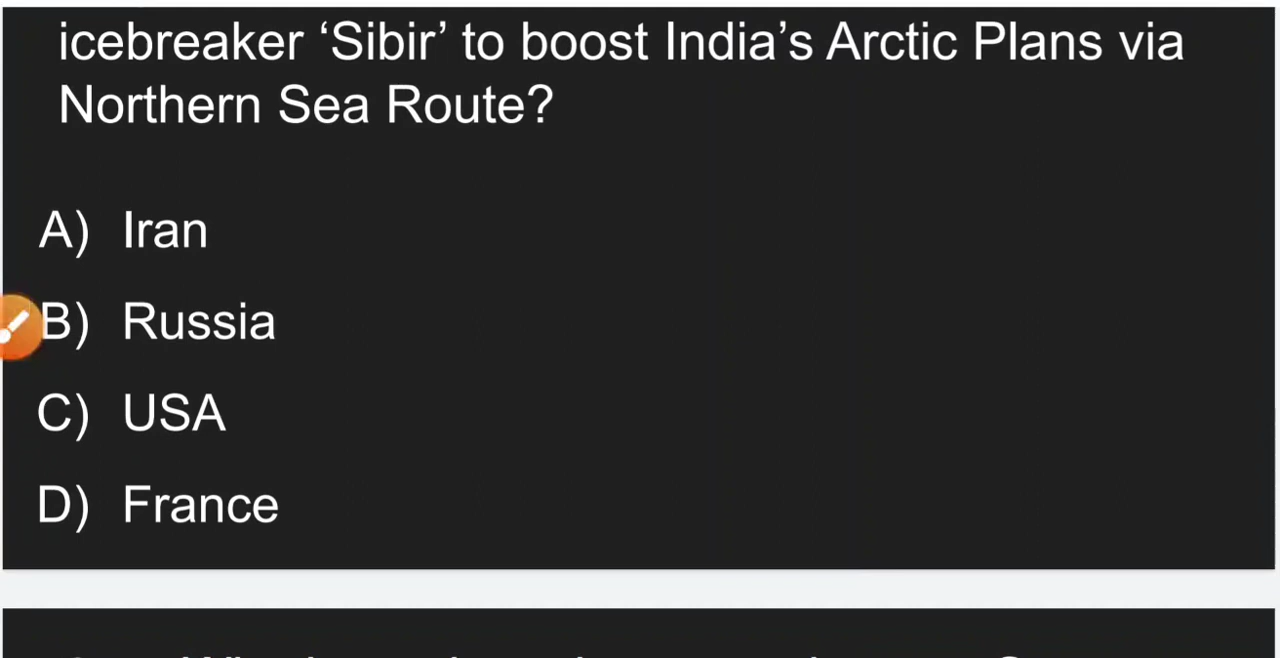 icebreaker ‘Sibir’ to boost India’s Arctic Plans via
Northern Sea Route?
A) Iran
B) Russia
C) USA
D) France